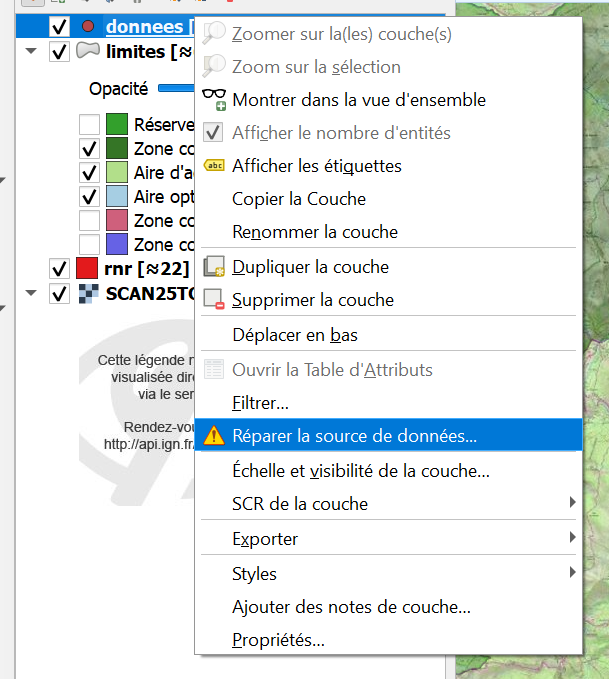 donnees [
limites [≈
Opacité
Réserve
Zone co
Aire d'a
Aire opt
Zone co
Zone co
rnr [≈22]
SCAN25TO
Cette légende n
visualisée dire
via le ser
Rendez-vou
http://api.ign.fr/
Zoomer sur la(les) couche(s)
Zoom sur la sélection
Montrer dans la vue d'ensemble
Afficher le nombre d'entités
abc Afficher les étiquettes
Copier la Couche
Renommer la couche
Dupliquer la couche
Supprimer la couche
Déplacer en bas
Ouvrir la Table d'Attributs
Filtrer...
Réparer la source de données...
Échelle et visibilité de la couche...
SCR de la couche
Exporter
Styles
Ajouter des notes de couche...
Propriétés...